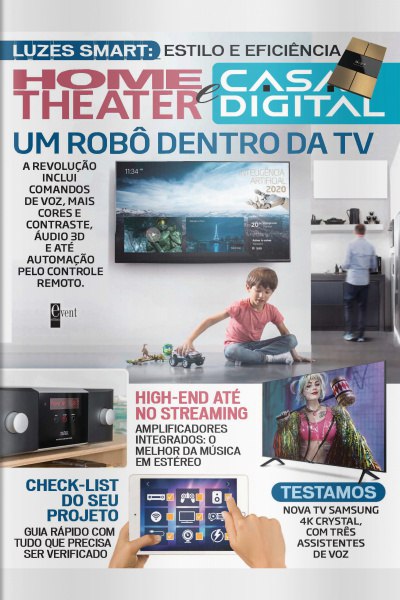 LUZES SMART: ESTILO E EFICIÊNCIA
HOME
THEATER e
CASA
DIGITAL
UM ROBÔ DENTRO DA TV
A REVOLUÇÃO
INCLUI
COMANDOS
DE VOZ, MAIS
CORES E
CONTRASTE,
ÁUDIO 3D
E ATÉ
AUTOMAÇÃO
PELO CONTROLE
REMOTO.
event
11:34
INTELIGÊNCIA
ARTIFICIAL
2020
HIGH-END ATÉ
NO STREAMING
AMPLIFICADORES
INTEGRADOS: O
MELHOR DA MÚSICA
EM ESTÉREO
CHECK-LIST
DO SEU
PROJETO
GUIA RÁPIDO COM
TUDO QUE PRECISA
SER VERIFICADO
TESTAMOS
NOVA TV SAMSUNG
4K CRYSTAL,
COM TRÊS
ASSISTENTES
DE VOZ